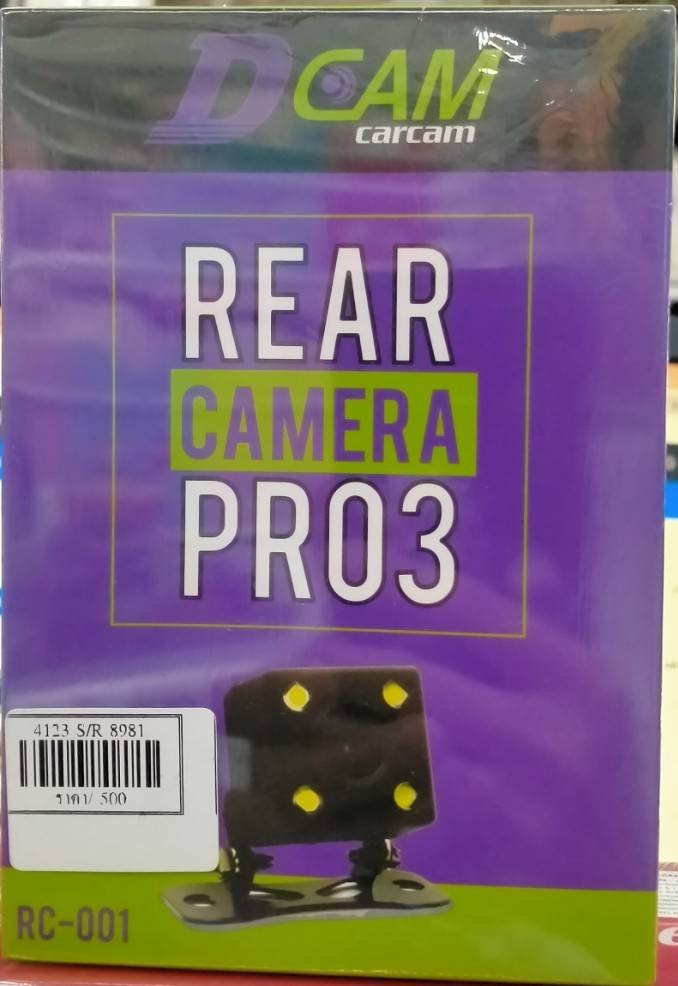 DCAM
carcam
REAR
CAMERA
PRO3
4123 S/R 8981
ราคา/ 500
RC-001